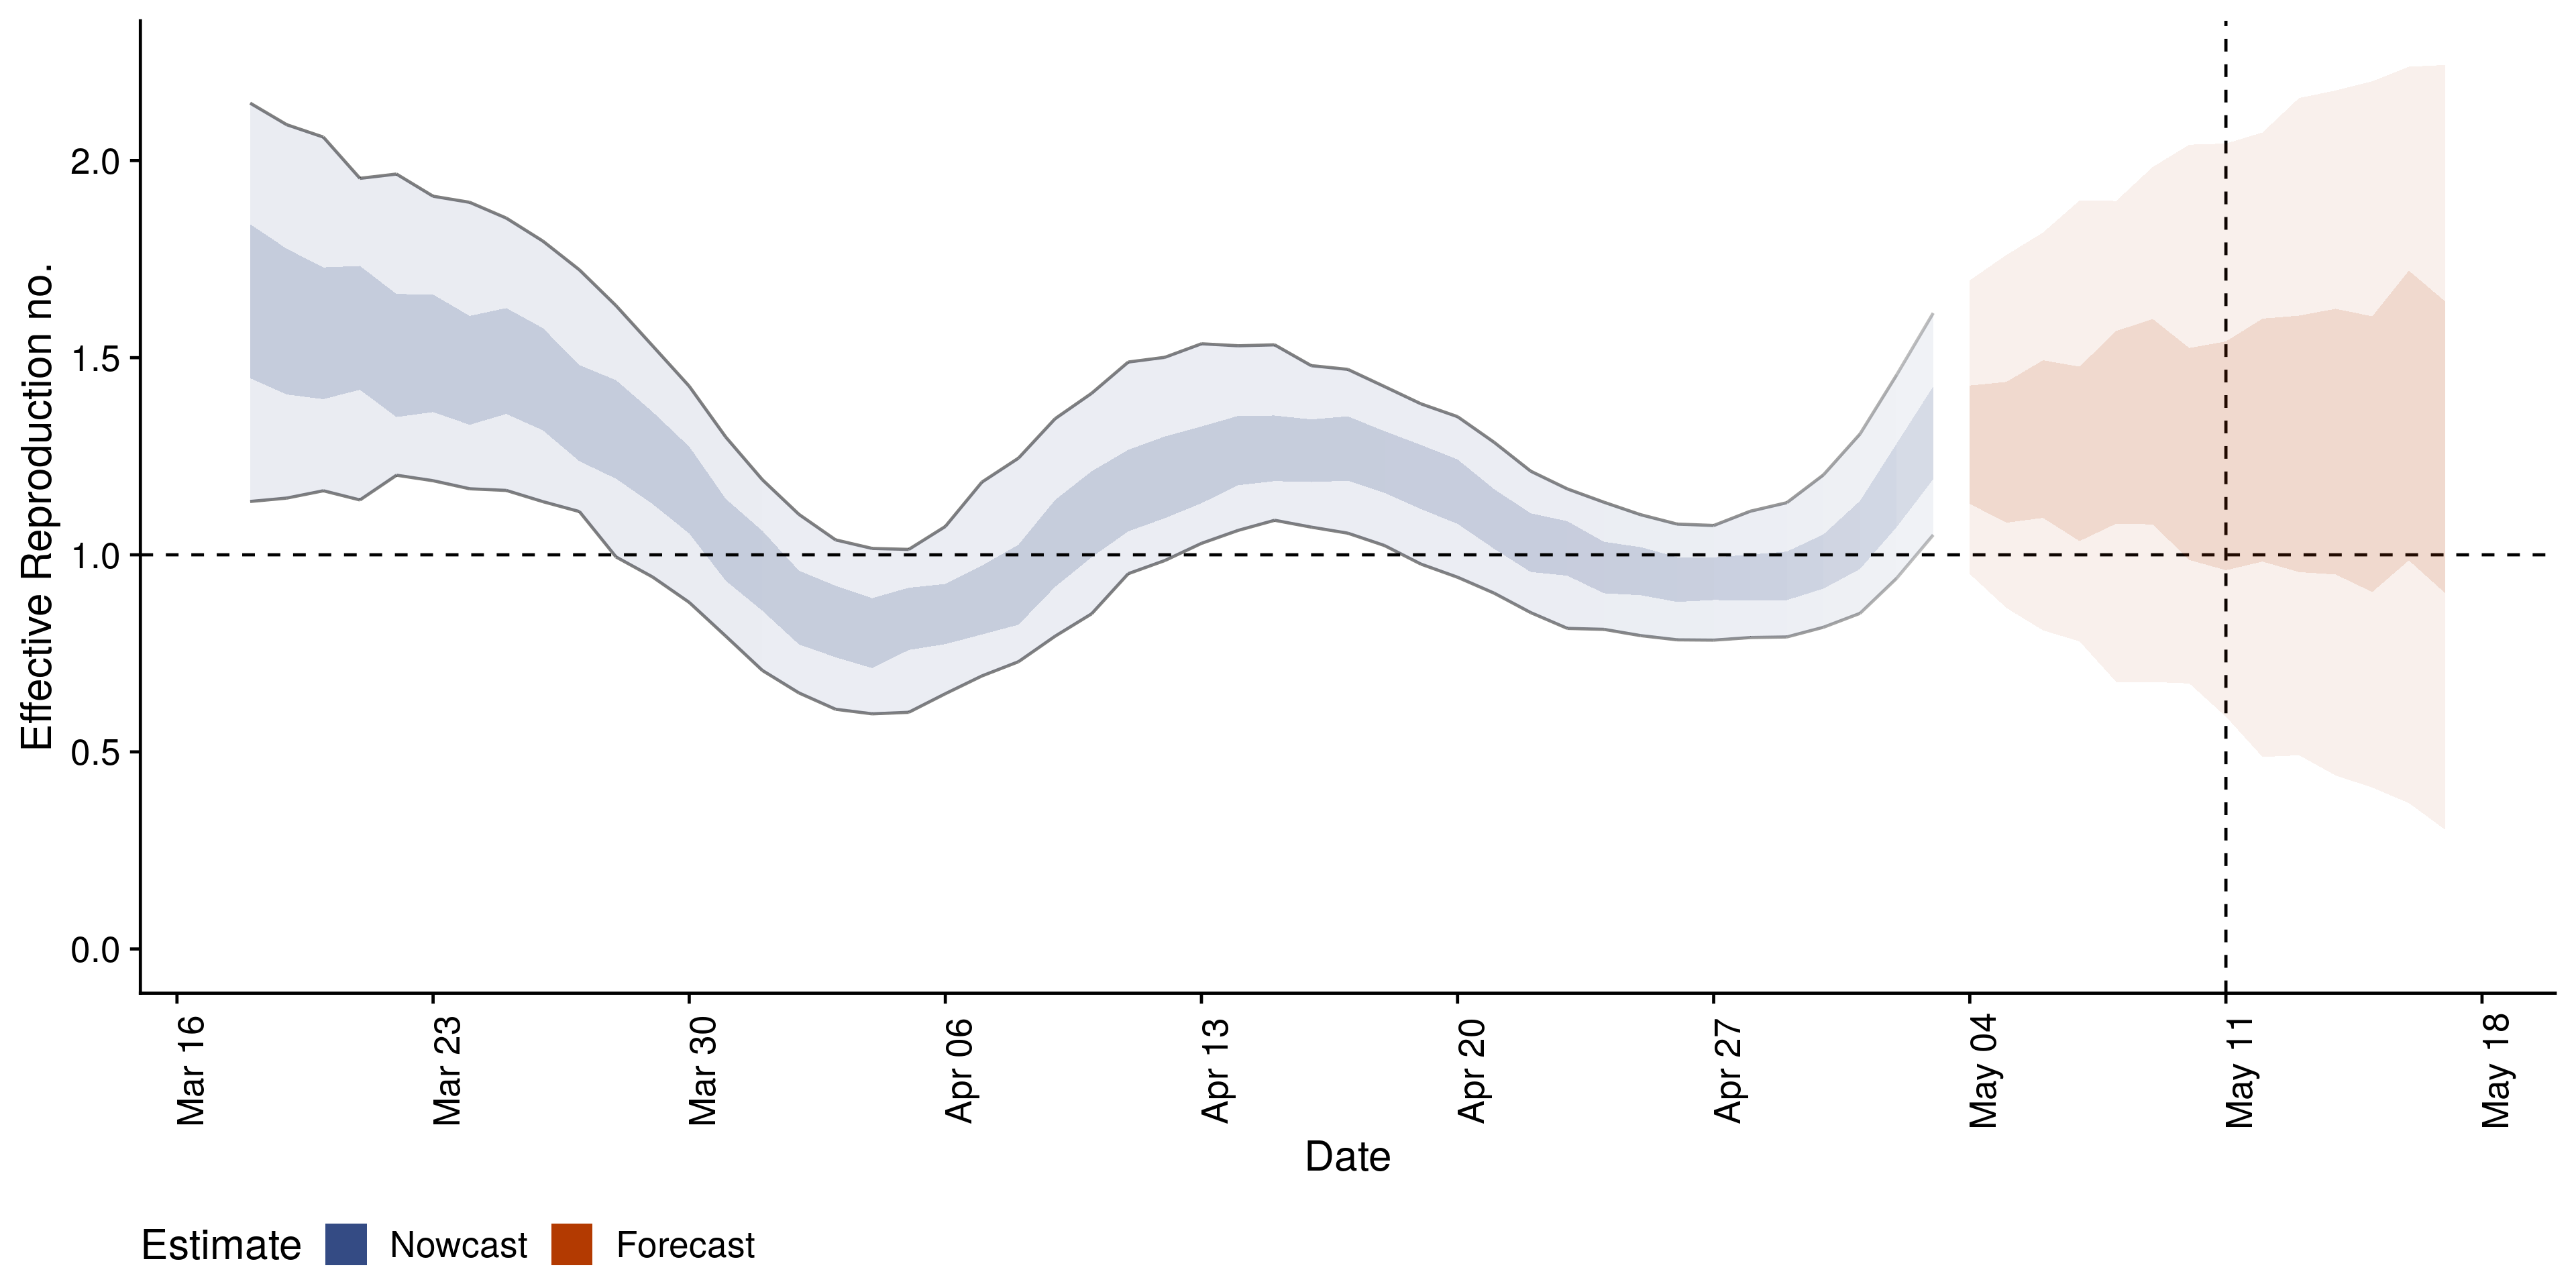 Effective Reproduction no.
2.0
1.5
1.0
0.5
0.0
Mar 16
Mar 23
Mar 30
Apr 06
Apr 13
Apr 20
Apr 27
May 04
May 11
May 18
Date
Estimate Nowcast Forecast